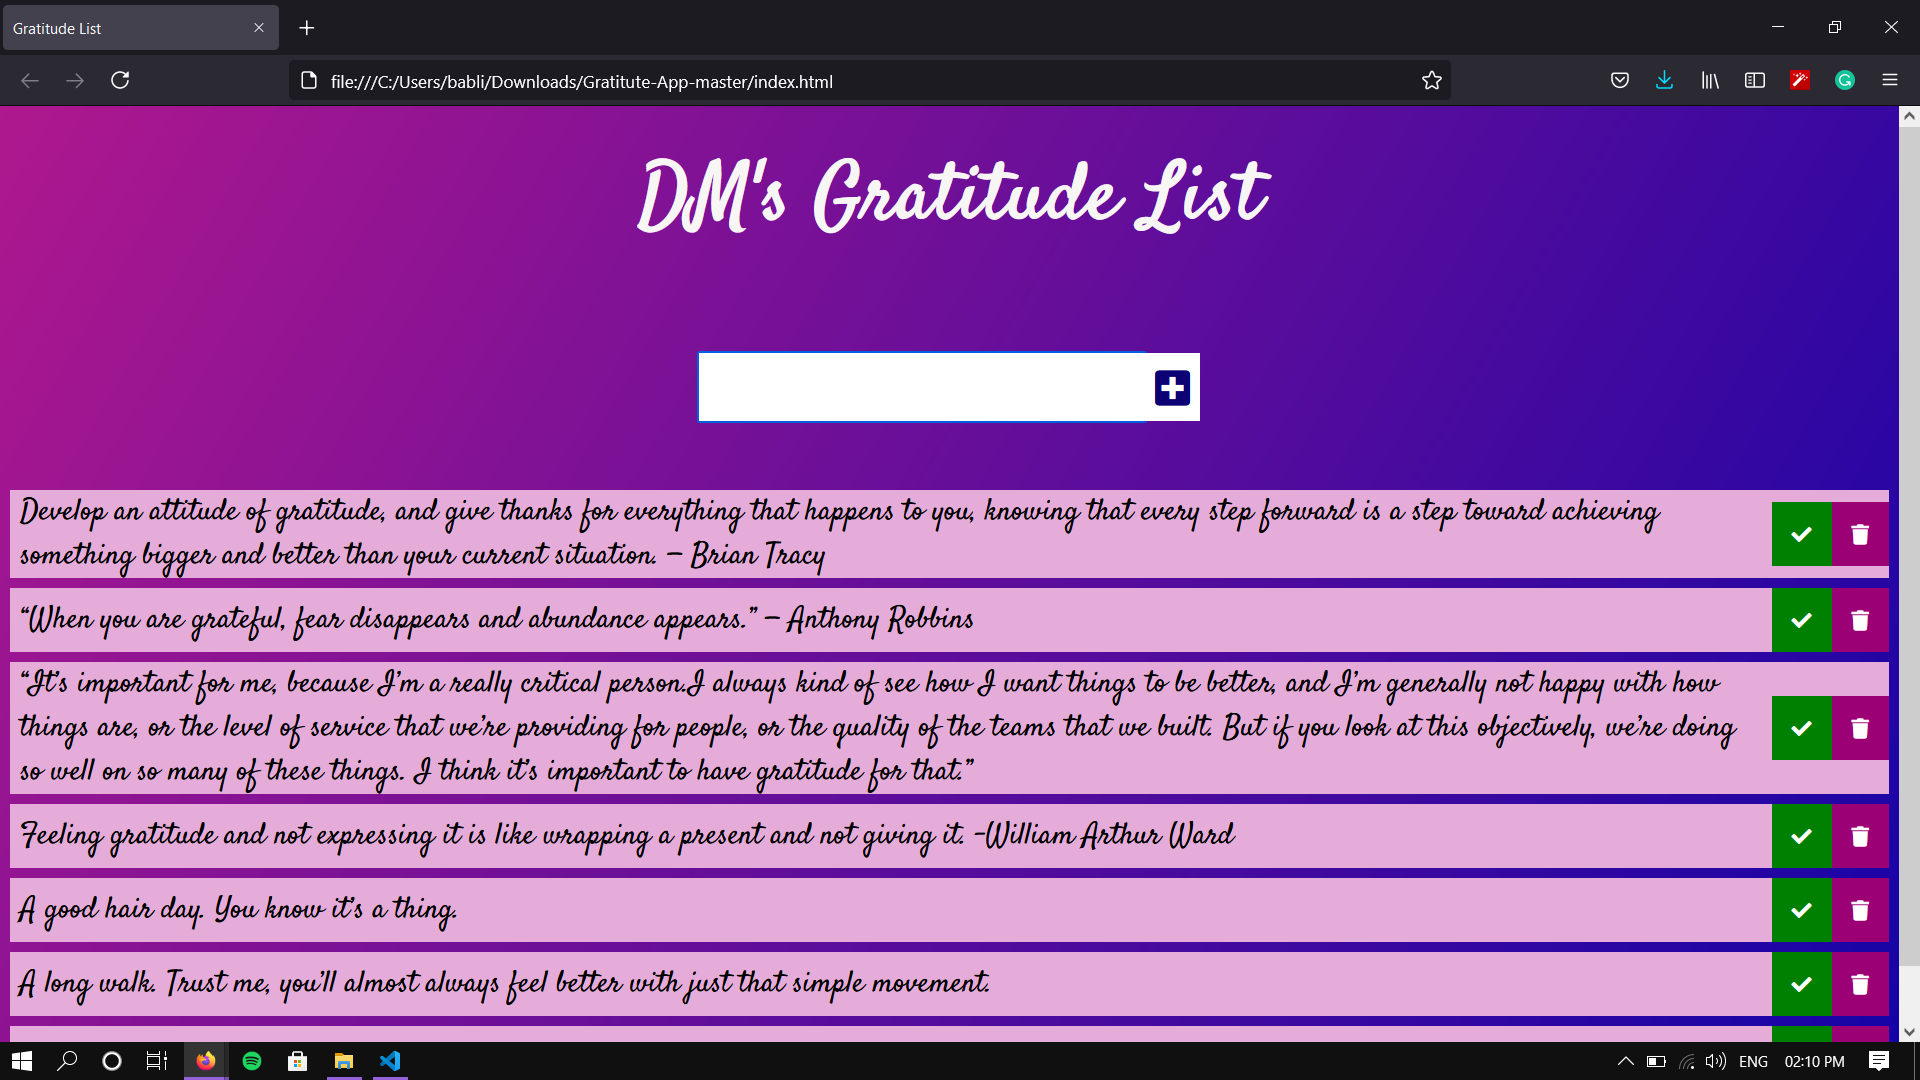 Gratitude List
file:///C:/Users/babli/Downloads/Gratitute-App-master/index.html
DM's Gratitude List
Develop an attitude of gratitude, and give thanks for everything that happens to you, knowing that every step forward is a step toward achieving
something bigger and better than your current situation. — Brian Tracy
“When you are grateful, fear disappears and abundance appears.” — Anthony Robbins
“It’s important for me, because I’m a really critical person.I always kind of see how I want things to be better, and I’m generally not happy with how
things are, or the level of service that we’re providing for people, or the quality of the teams that we built. But if you look at this objectively, we’re doing
so well on so many of these things. I think it’s important to have gratitude for that.”
Feeling gratitude and not expressing it is like wrapping a present and not giving it. -William Arthur Ward
A good hair day. You know it’s a thing.
A long walk. Trust me, you’ll almost always feel better with just that simple movement.
ENG
02:10 PM